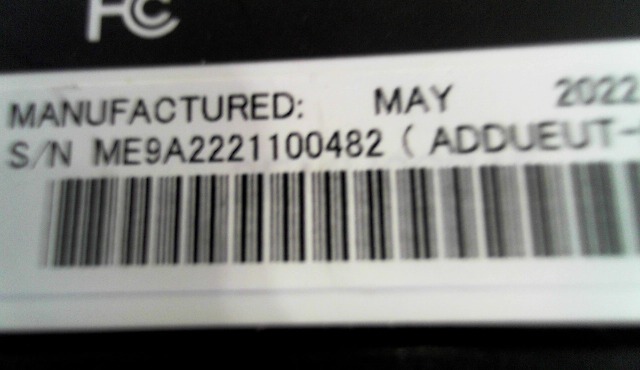 FC
MANUFACTURED: MAY 2022
S/N ME9A2221100482 ( ADDUEUT-